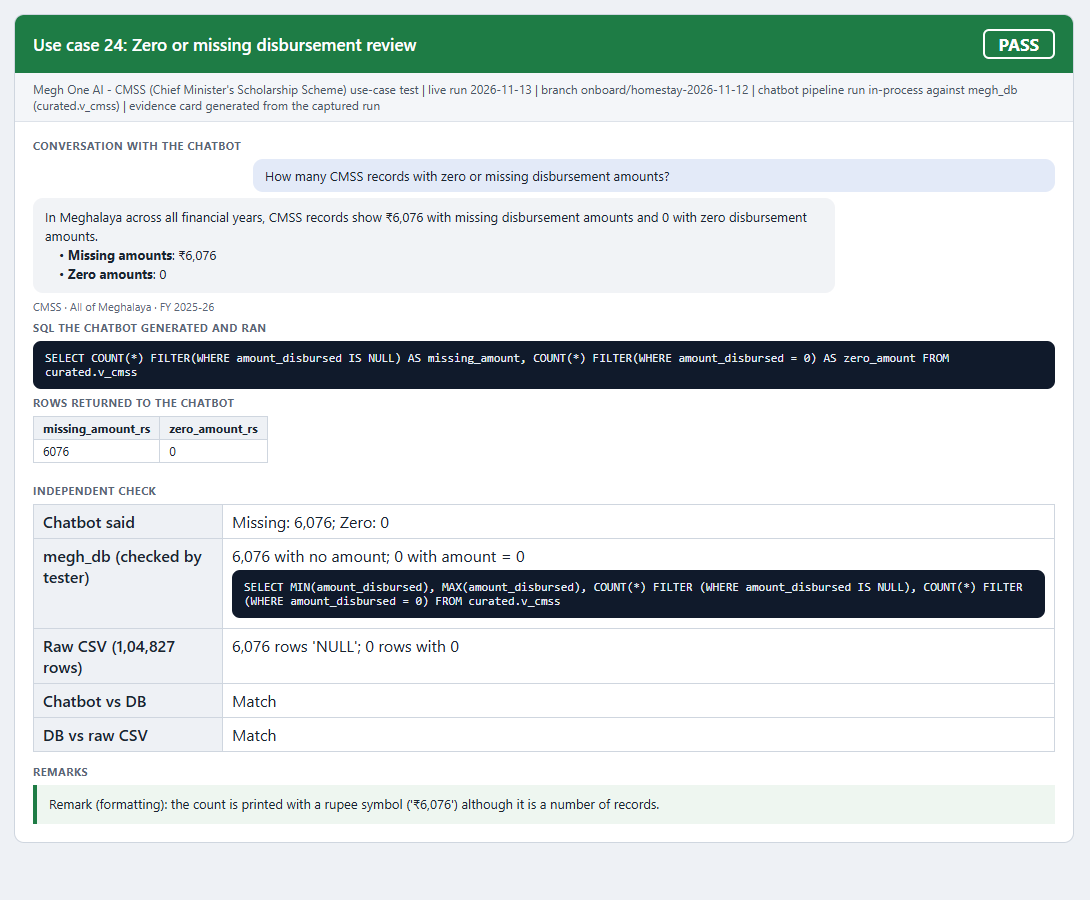 Use case 24: Zero or missing disbursement review
PASS
Megh One AI - CMSS (Chief Minister's Scholarship Scheme) use-case test | live run 2026-11-13 | branch onboard/homestay-2026-11-12 | chatbot pipeline run in-process against megh_db
(curated.v_cmss) | evidence card generated from the captured run
CONVERSATION WITH THE CHATBOT
How many CMSS records with zero or missing disbursement amounts?
In Meghalaya across all financial years, CMSS records show ₹6,076 with missing disbursement amounts and 0 with zero disbursement
amounts.
• Missing amounts: ₹6,076
• Zero amounts: 0
CMSS · All of Meghalaya · FY 2025-26
SQL THE CHATBOT GENERATED AND RAN
SELECT COUNT(*) FILTER(WHERE amount_disbursed IS NULL) AS missing_amount, COUNT(*) FILTER(WHERE amount_disbursed = 0) AS zero_amount FROM
curated.v_cmss
ROWS RETURNED TO THE CHATBOT
missing_amount_rs zero_amount_rs
6076 0
INDEPENDENT CHECK
Chatbot said Missing: 6,076; Zero: 0
megh_db (checked by 6,076 with no amount; 0 with amount = 0
tester)
SELECT MIN(amount_disbursed), MAX(amount_disbursed), COUNT(*) FILTER (WHERE amount_disbursed IS NULL), COUNT(*) FILTER
(WHERE amount_disbursed = 0) FROM curated.v_cmss
Raw CSV (1,04,827 6,076 rows 'NULL'; 0 rows with 0
rows)
Chatbot vs DB Match
DB vs raw CSV Match
REMARKS
Remark (formatting): the count is printed with a rupee symbol ('₹6,076') although it is a number of records.